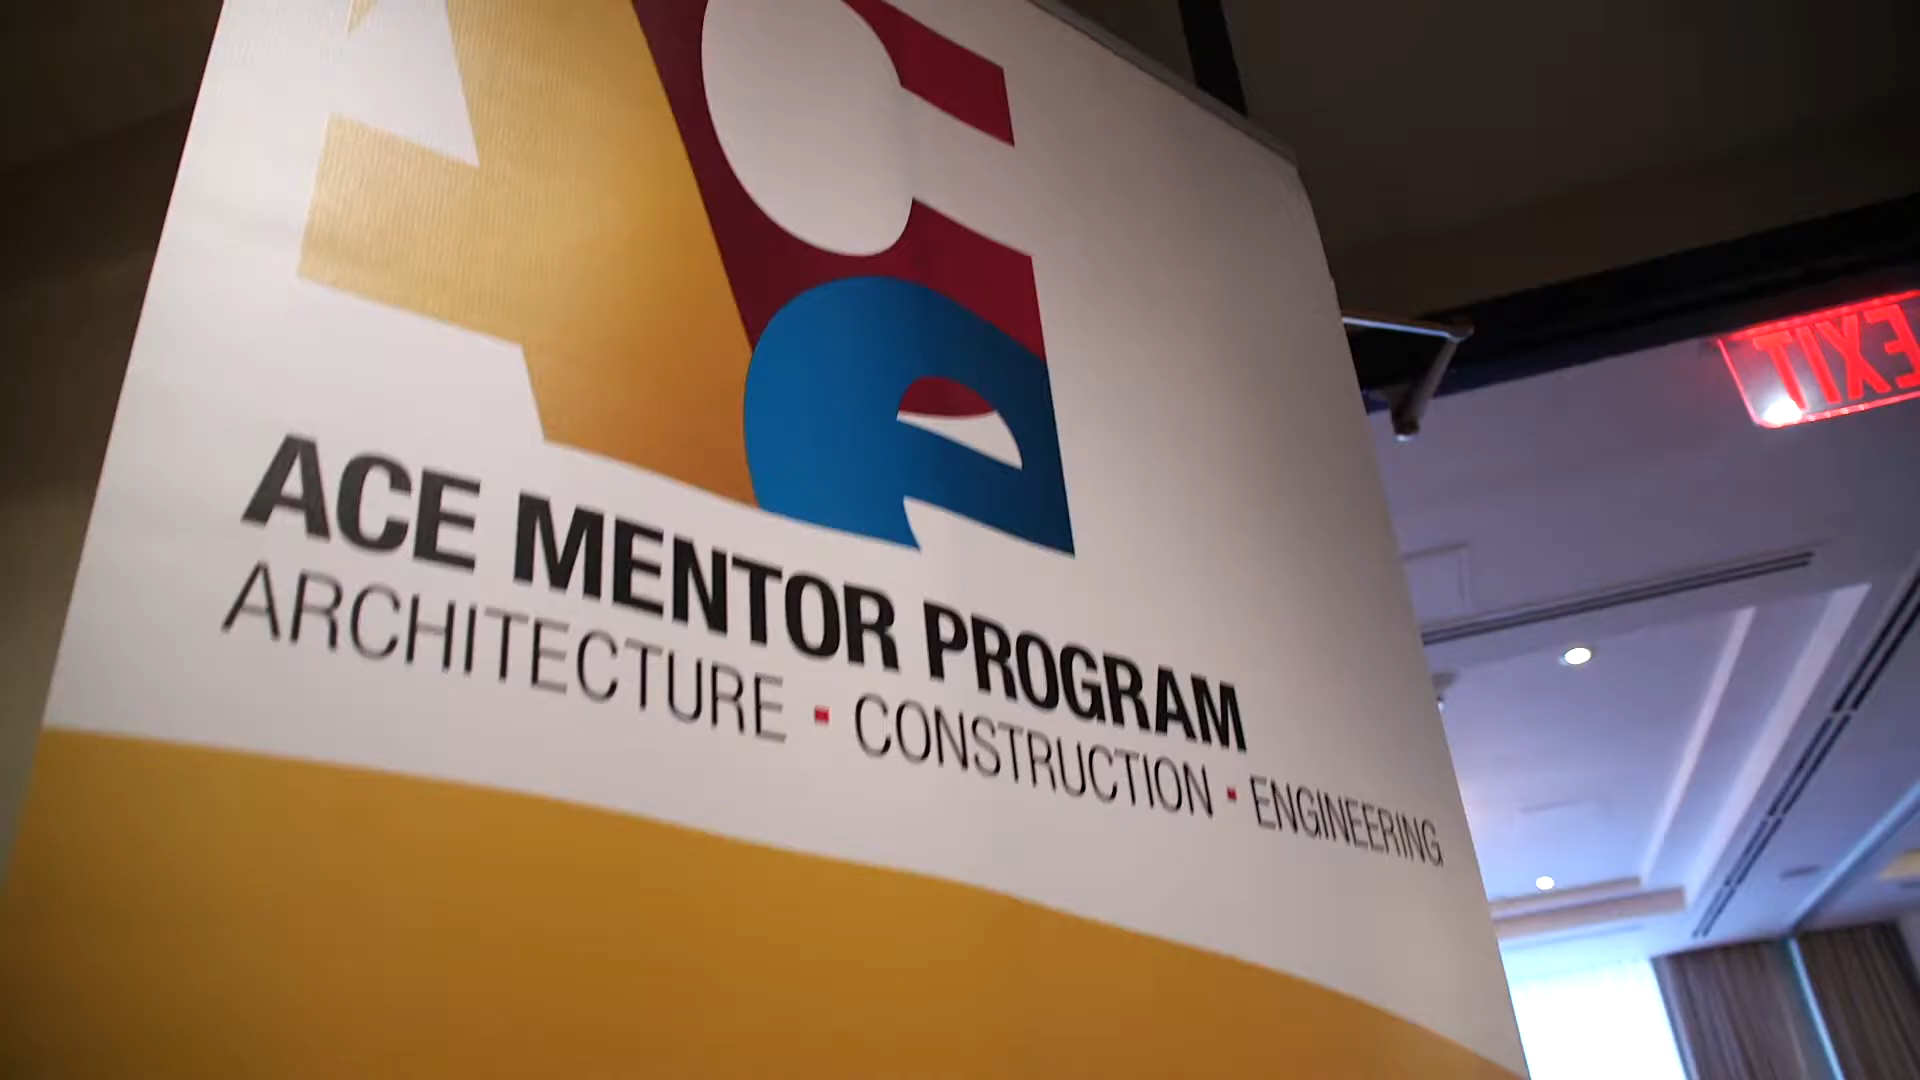 ACe
ACE MENTOR PROGRAM
ARCHITECTURE ▪ CONSTRUCTION ▪ ENGINEERING
EXIT